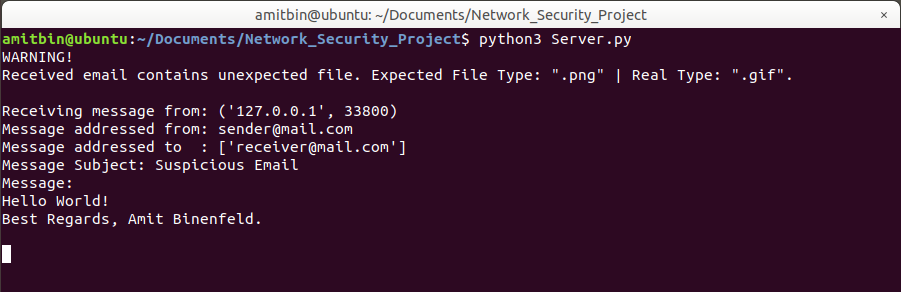 amitbin@ubuntu: ~/Documents/Network_Security_Project
amitbin@ubuntu:~/Documents/Network_Security_Project$ python3 Server.py
WARNING!
Received email contains unexpected file. Expected File Type: ".png" | Real Type: ".gif".
Receiving message from: ('127.0.0.1', 33800)
Message addressed from: sender@mail.com
Message addressed to  : ['receiver@mail.com']
Message Subject: Suspicious Email
Message:
Hello World!
Best Regards, Amit Binenfeld.